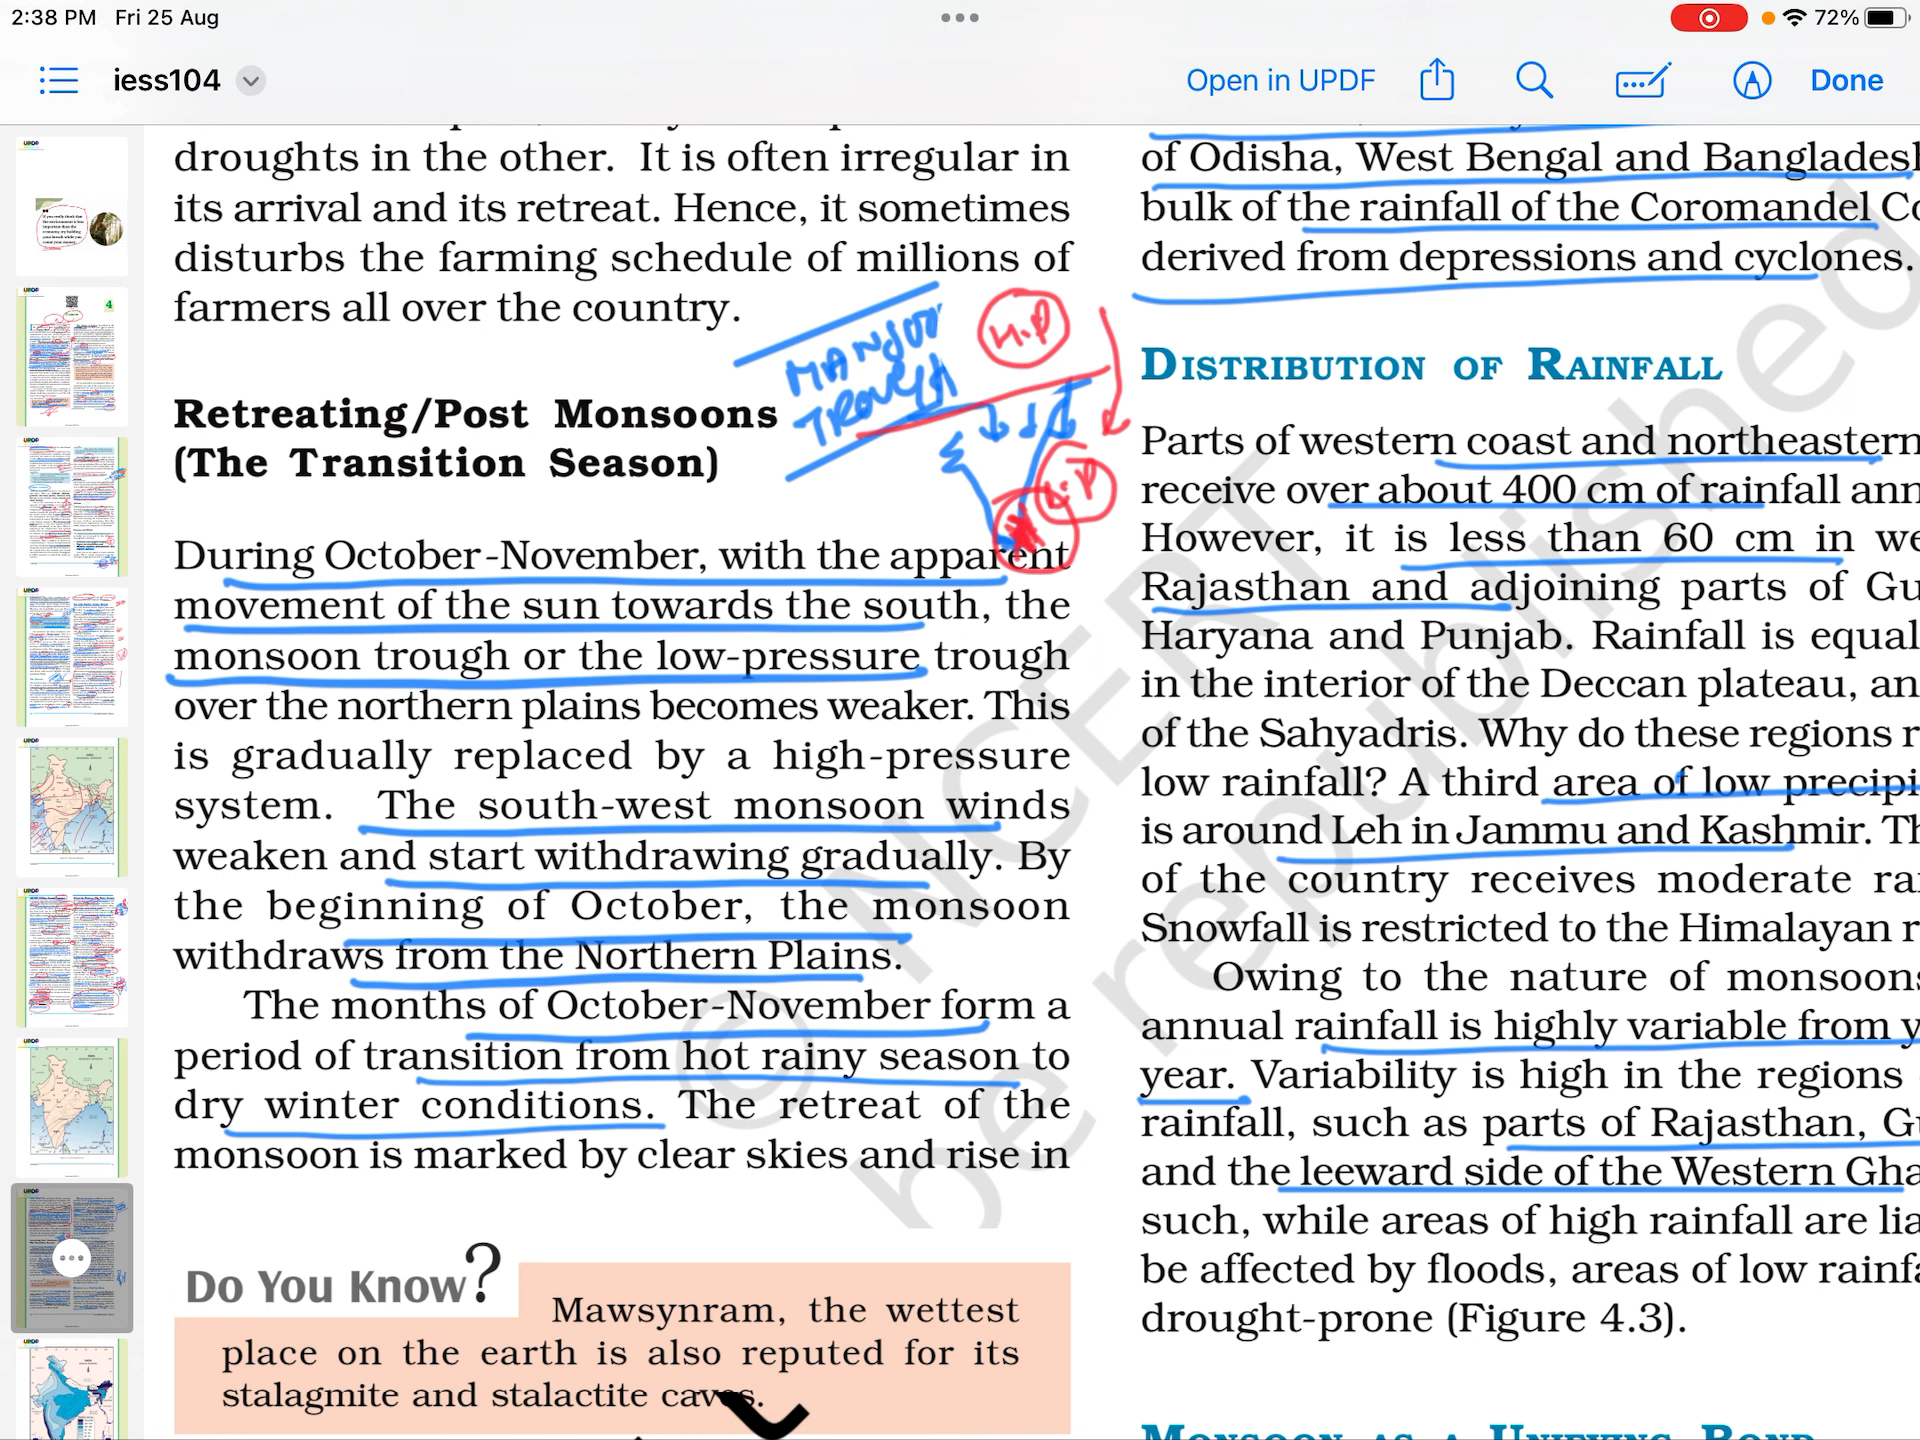 2:38 PM Fri 25 Aug
72%
iess104
Open in UPDF
Done
droughts in the other. It is often irregular in
its arrival and its retreat. Hence, it sometimes
disturbs the farming schedule of millions of
farmers all over the country.
MANSOO
TROUGH
H.P
L.P
Retreating/Post Monsoons
(The Transition Season)
During October-November, with the apparent
movement of the sun towards the south, the
monsoon trough or the low-pressure trough
over the northern plains becomes weaker. This
is gradually replaced by a high-pressure
system. The south-west monsoon winds
weaken and start withdrawing gradually. By
the beginning of October, the monsoon
withdraws from the Northern Plains.
The months of October-November form a
period of transition from hot rainy season to
dry winter conditions. The retreat of the
monsoon is marked by clear skies and rise in
Do You Know?
Mawsynram, the wettest
place on the earth is also reputed for its
stalagmite and stalactite caves.
of Odisha, West Bengal and Bangladesh
bulk of the rainfall of the Coromandel Co
derived from depressions and cyclones.
DISTRIBUTION OF RAINFALL
Parts of western coast and northeastern
receive over about 400 cm of rainfall ann
However, it is less than 60 cm in we
Rajasthan and adjoining parts of Gu
Haryana and Punjab. Rainfall is equal
in the interior of the Deccan plateau, an
of the Sahyadris. Why do these regions r
low rainfall? A third area of low precipi
is around Leh in Jammu and Kashmir. Th
of the country receives moderate rai
Snowfall is restricted to the Himalayan r
Owing to the nature of monsoons
annual rainfall is highly variable from y
year. Variability is high in the regions
rainfall, such as parts of Rajasthan, Gu
and the leeward side of the Western Gha
such, while areas of high rainfall are lia
be affected by floods, areas of low rainfa
drought-prone (Figure 4.3).
MONSOON AS A UNIFYING BOND
© NCERT
be republished